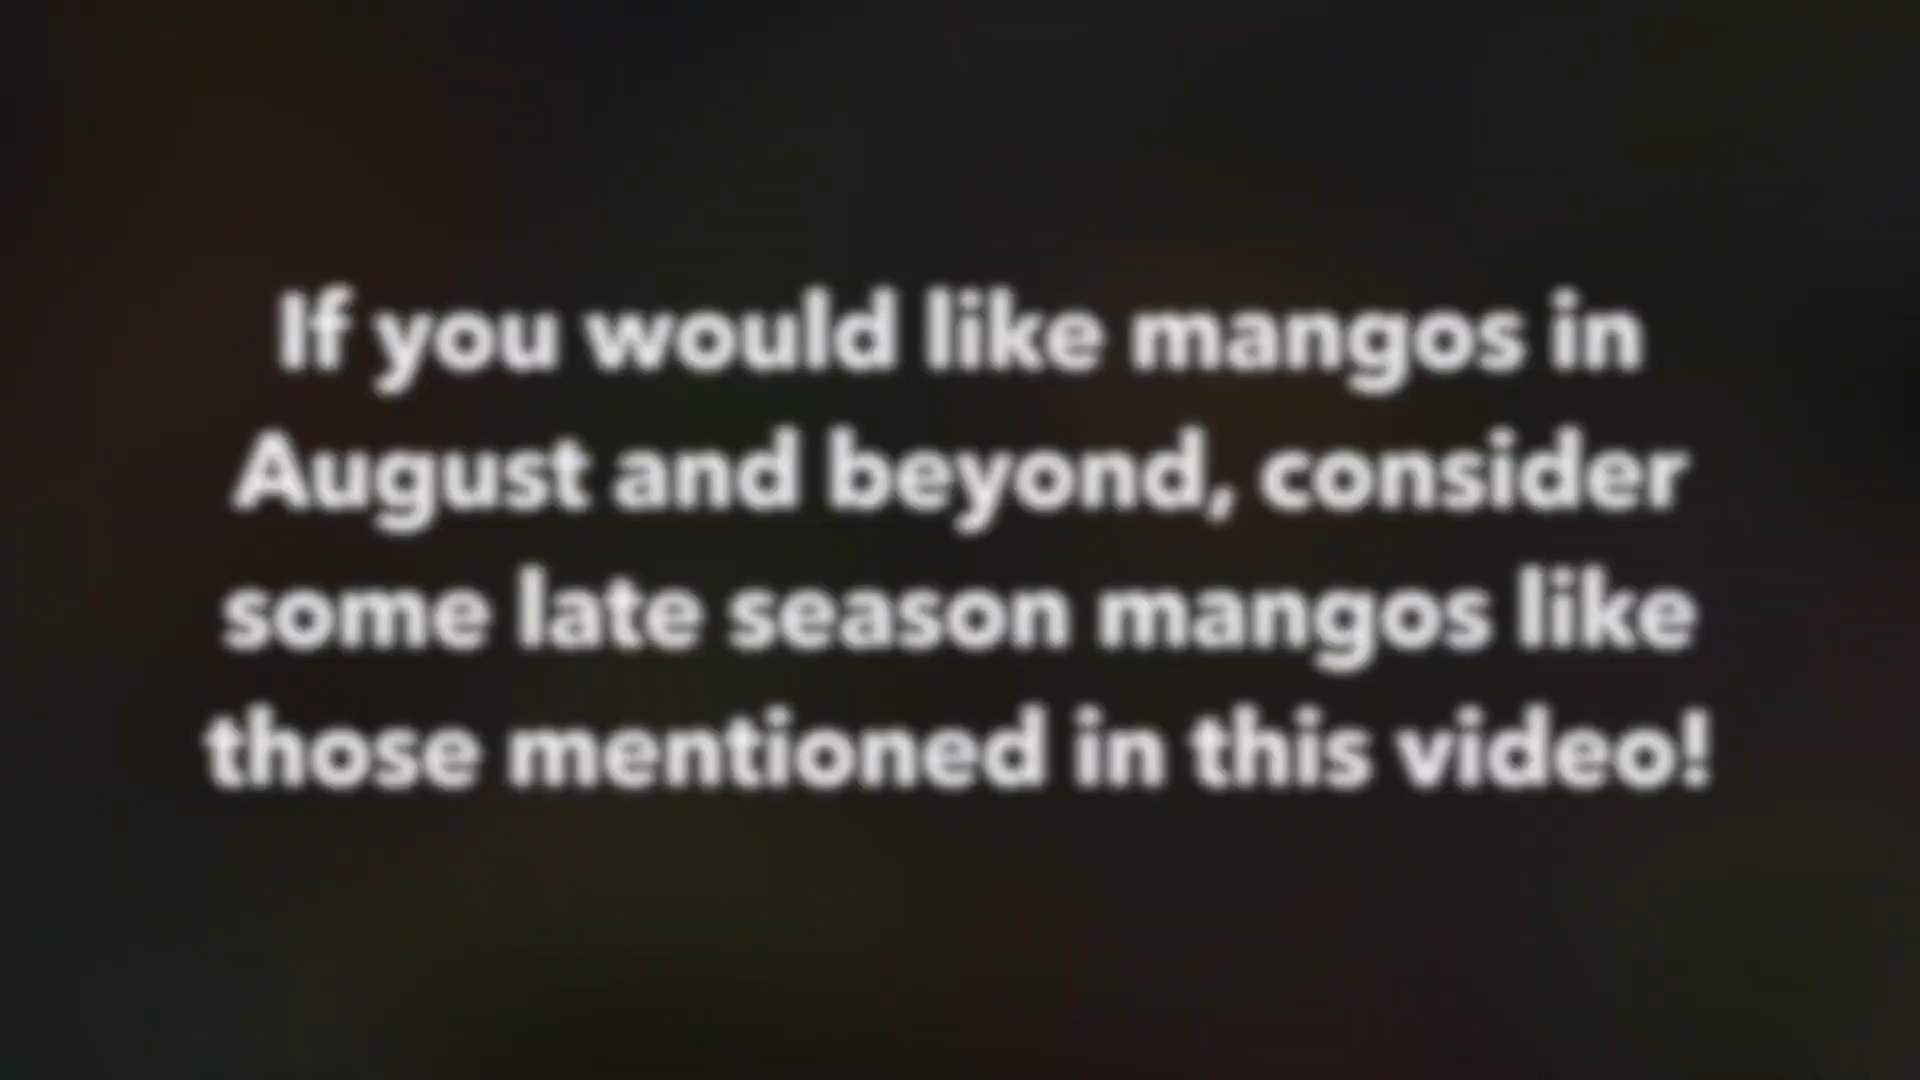 If you would like mangos in
August and beyond, consider
some late season mangos like
those mentioned in this video!